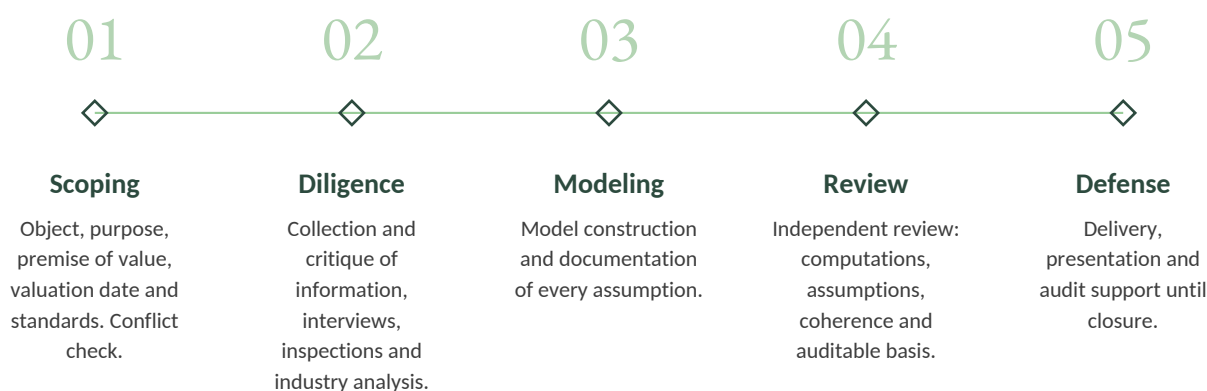 01
02
03
04
05
Scoping
Object, purpose,
premise of value,
valuation date and
standards. Conflict
check.
Diligence
Collection and
critique of
information,
interviews,
inspections and
industry analysis.
Modeling
Model construction
and documentation
of every assumption.
Review
Independent review:
computations,
assumptions,
coherence and
auditable basis.
Defense
Delivery,
presentation and
audit support until
closure.